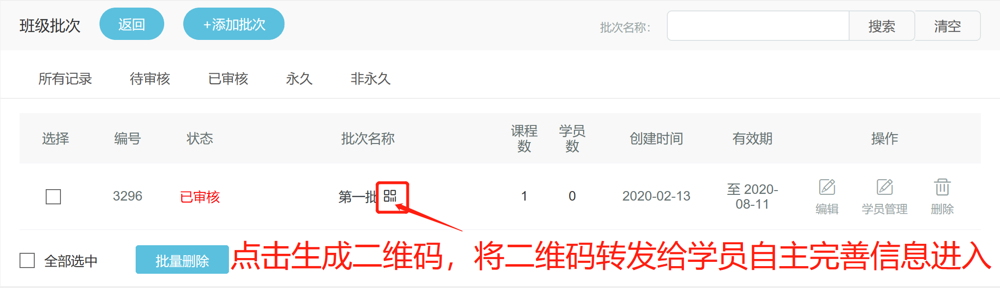 班级批次 返回 +添加批次 批次名称： 搜索 清空
所有记录 待审核 已审核 永久 非永久
选择 编号 状态 批次名称 课程数 学员数 创建时间 有效期 操作
3296 已审核 第一批 1 0 2020-02-13 至 2020-08-11 编辑 学员管理 删除
全部选中 批量删除 点击生成二维码，将二维码转发给学员自主完善信息进入